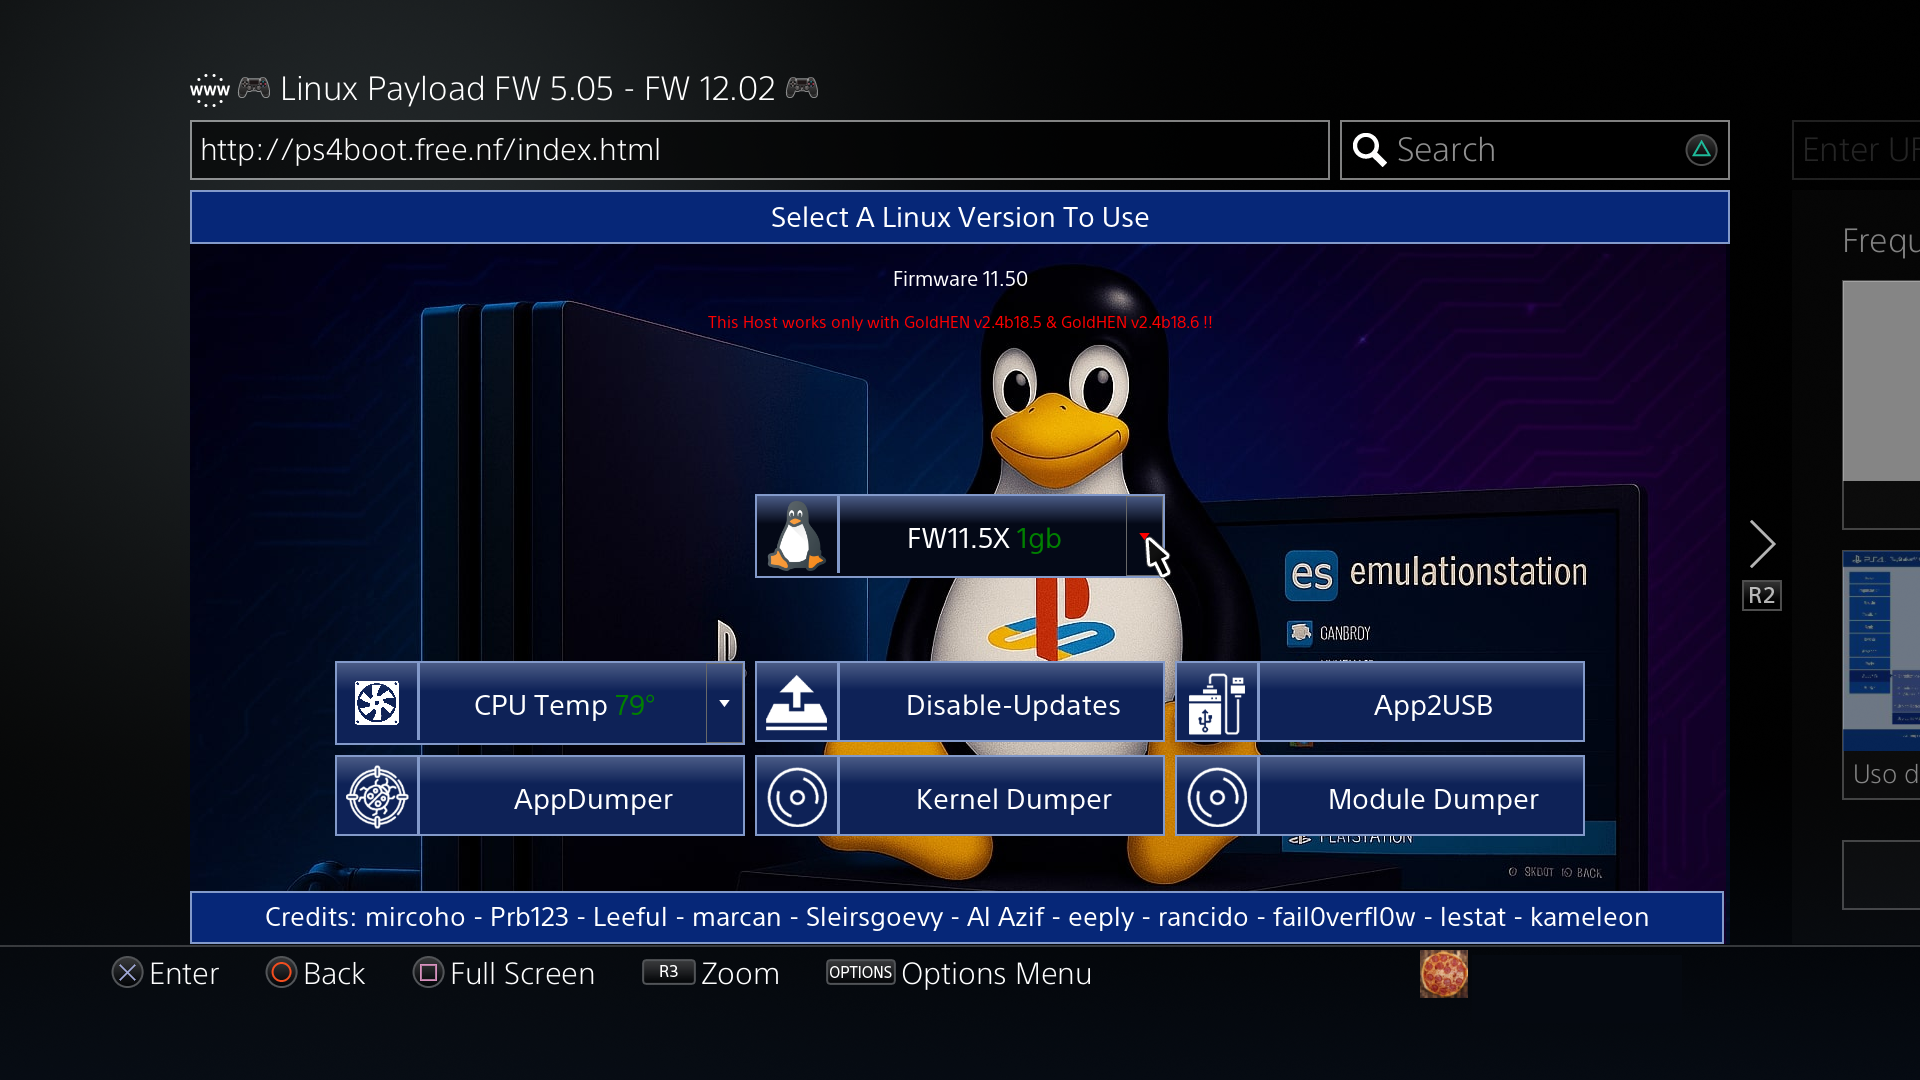 www 🎮 Linux Payload FW 5.05 - FW 12.02 🎮
http://ps4boot.free.nf/index.html
Search
Enter
Select A Linux Version To Use
Frequ
Firmware 11.50
This Host works only with GoldHEN v2.4b18.5 & GoldHEN v2.4b18.6 !!
FW11.5X 1gb
es emulationstation
R2
CANBROY
CPU Temp 79°
Disable-Updates
App2USB
Uso d
AppDumper
Kernel Dumper
Module Dumper
PLAYSTATION
BACK
Credits: mircoho - Prb123 - Leeful - marcan - Sleirsgoevy - Al Azif - eeply - rancido - fail0verfl0w - lestat - kameleon
Enter
Back
Full Screen
R3 Zoom
OPTIONS Options Menu